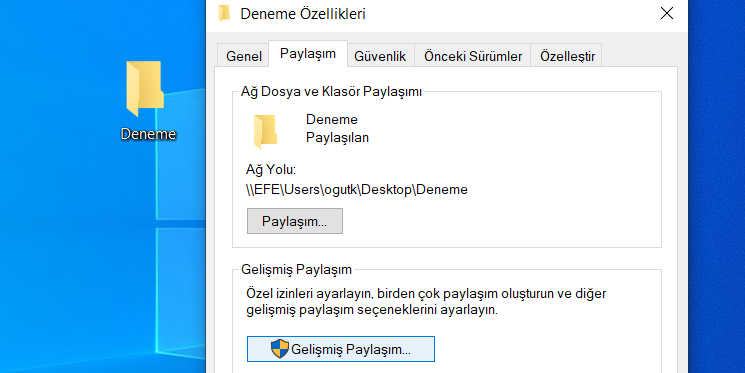 Deneme Özellikleri
Genel
Paylaşım
Güvenlik
Önceki Sürümler
Özelleştir
Deneme
Ağ Dosya ve Klasör Paylaşımı
Deneme
Paylaşılan
Ağ Yolu:
\\EFE\Users\ogutk\Desktop\Deneme
Paylaşım...
Gelişmiş Paylaşım
Özel izinleri ayarlayın, birden çok paylaşım oluşturun ve diğer
gelişmiş paylaşım seçeneklerini ayarlayın.
Gelişmiş Paylaşım...